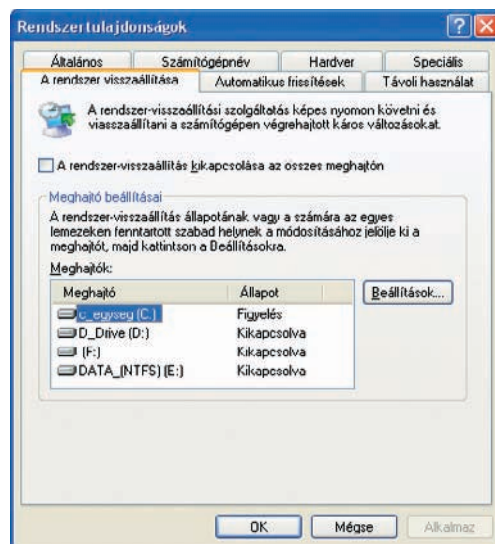 Rendszertulajdonságok
Általános Számítógépnév Hardver Speciális
A rendszer visszaállítása Automatikus frissítések Távoli használat
A rendszer-visszaállítási szolgáltatás képes nyomon követni és
viasszaállítani a számítógépen végrehajtott káros
változásokat.
A rendszer-visszaállítás kikapcsolása az összes meghajtón
Meghajtó beállításai
A rendszer-visszaállítás állapotának vagy a számára az egyes
lemezeken fenntartott szabad helynek a módosításához jelölje ki a
meghajtót, majd kattintson a Beállításokra.
Meghajtók:
Meghajtó Állapot
c_egyseg (C:) Figyelés
D_Drive (D:) Kikapcsolva
(F:) Kikapcsolva
DATA_(NTFS) (E:) Kikapcsolva
Beállítások...
OK Mégse Alkalmaz